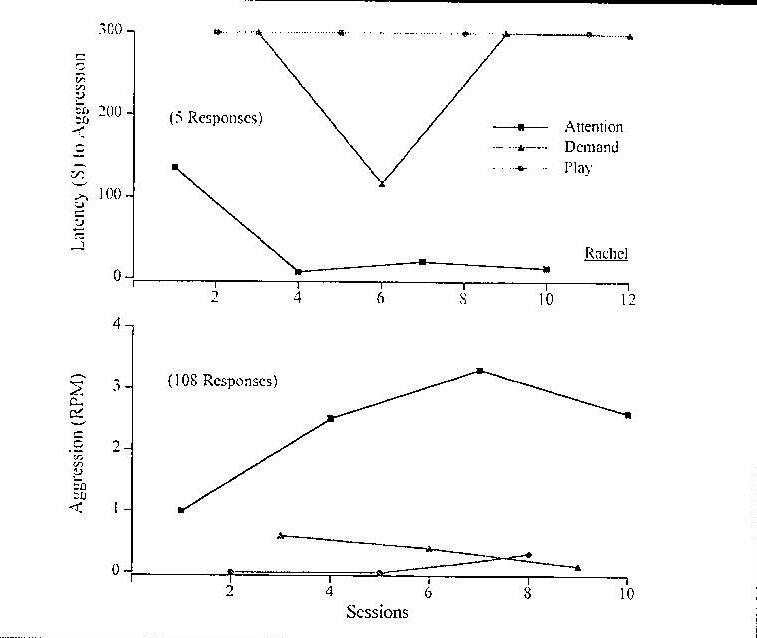 Latency (S) to Aggression
300
200
100
0
(5 Responses)
Attention
Demand
Play
Rachel
2 4 6 8 10 12
Aggression (RPM)
4
3
2
1
0
(108 Responses)
2 4 6 8 10
Sessions